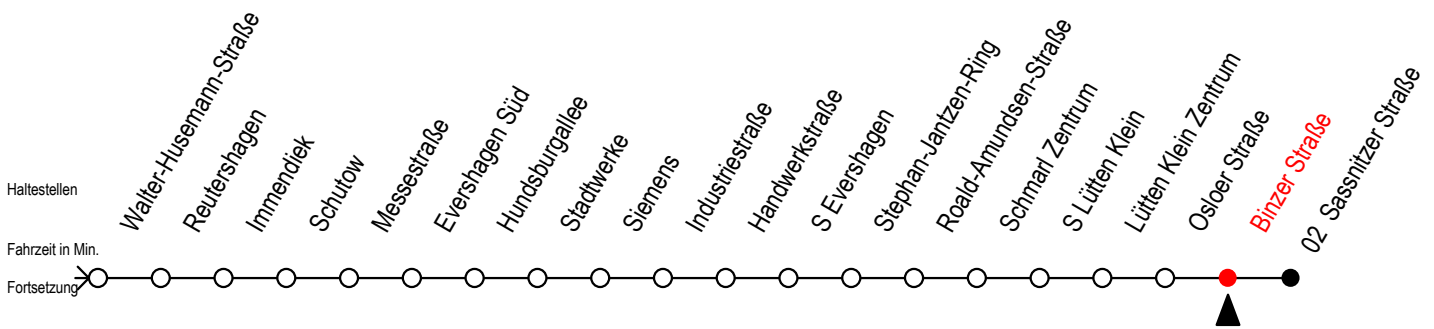 Haltestellen
Walter-Husemann-Straße
Reutershagen
Immendiek
Schutow
Messestraße
Evershagen Süd
Hundsburgallee
Stadtwerke
Siemens
Industriestraße
Handwerkstraße
S Evershagen
Stephan-Jantzen-Ring
Roald-Amundsen-Straße
Schmarl Zentrum
S Lütten Klein
Lütten Klein Zentrum
Osloer Straße
Binzer Straße
02 Sassnitzer Straße
Fahrzeit in Min.
Fortsetzung